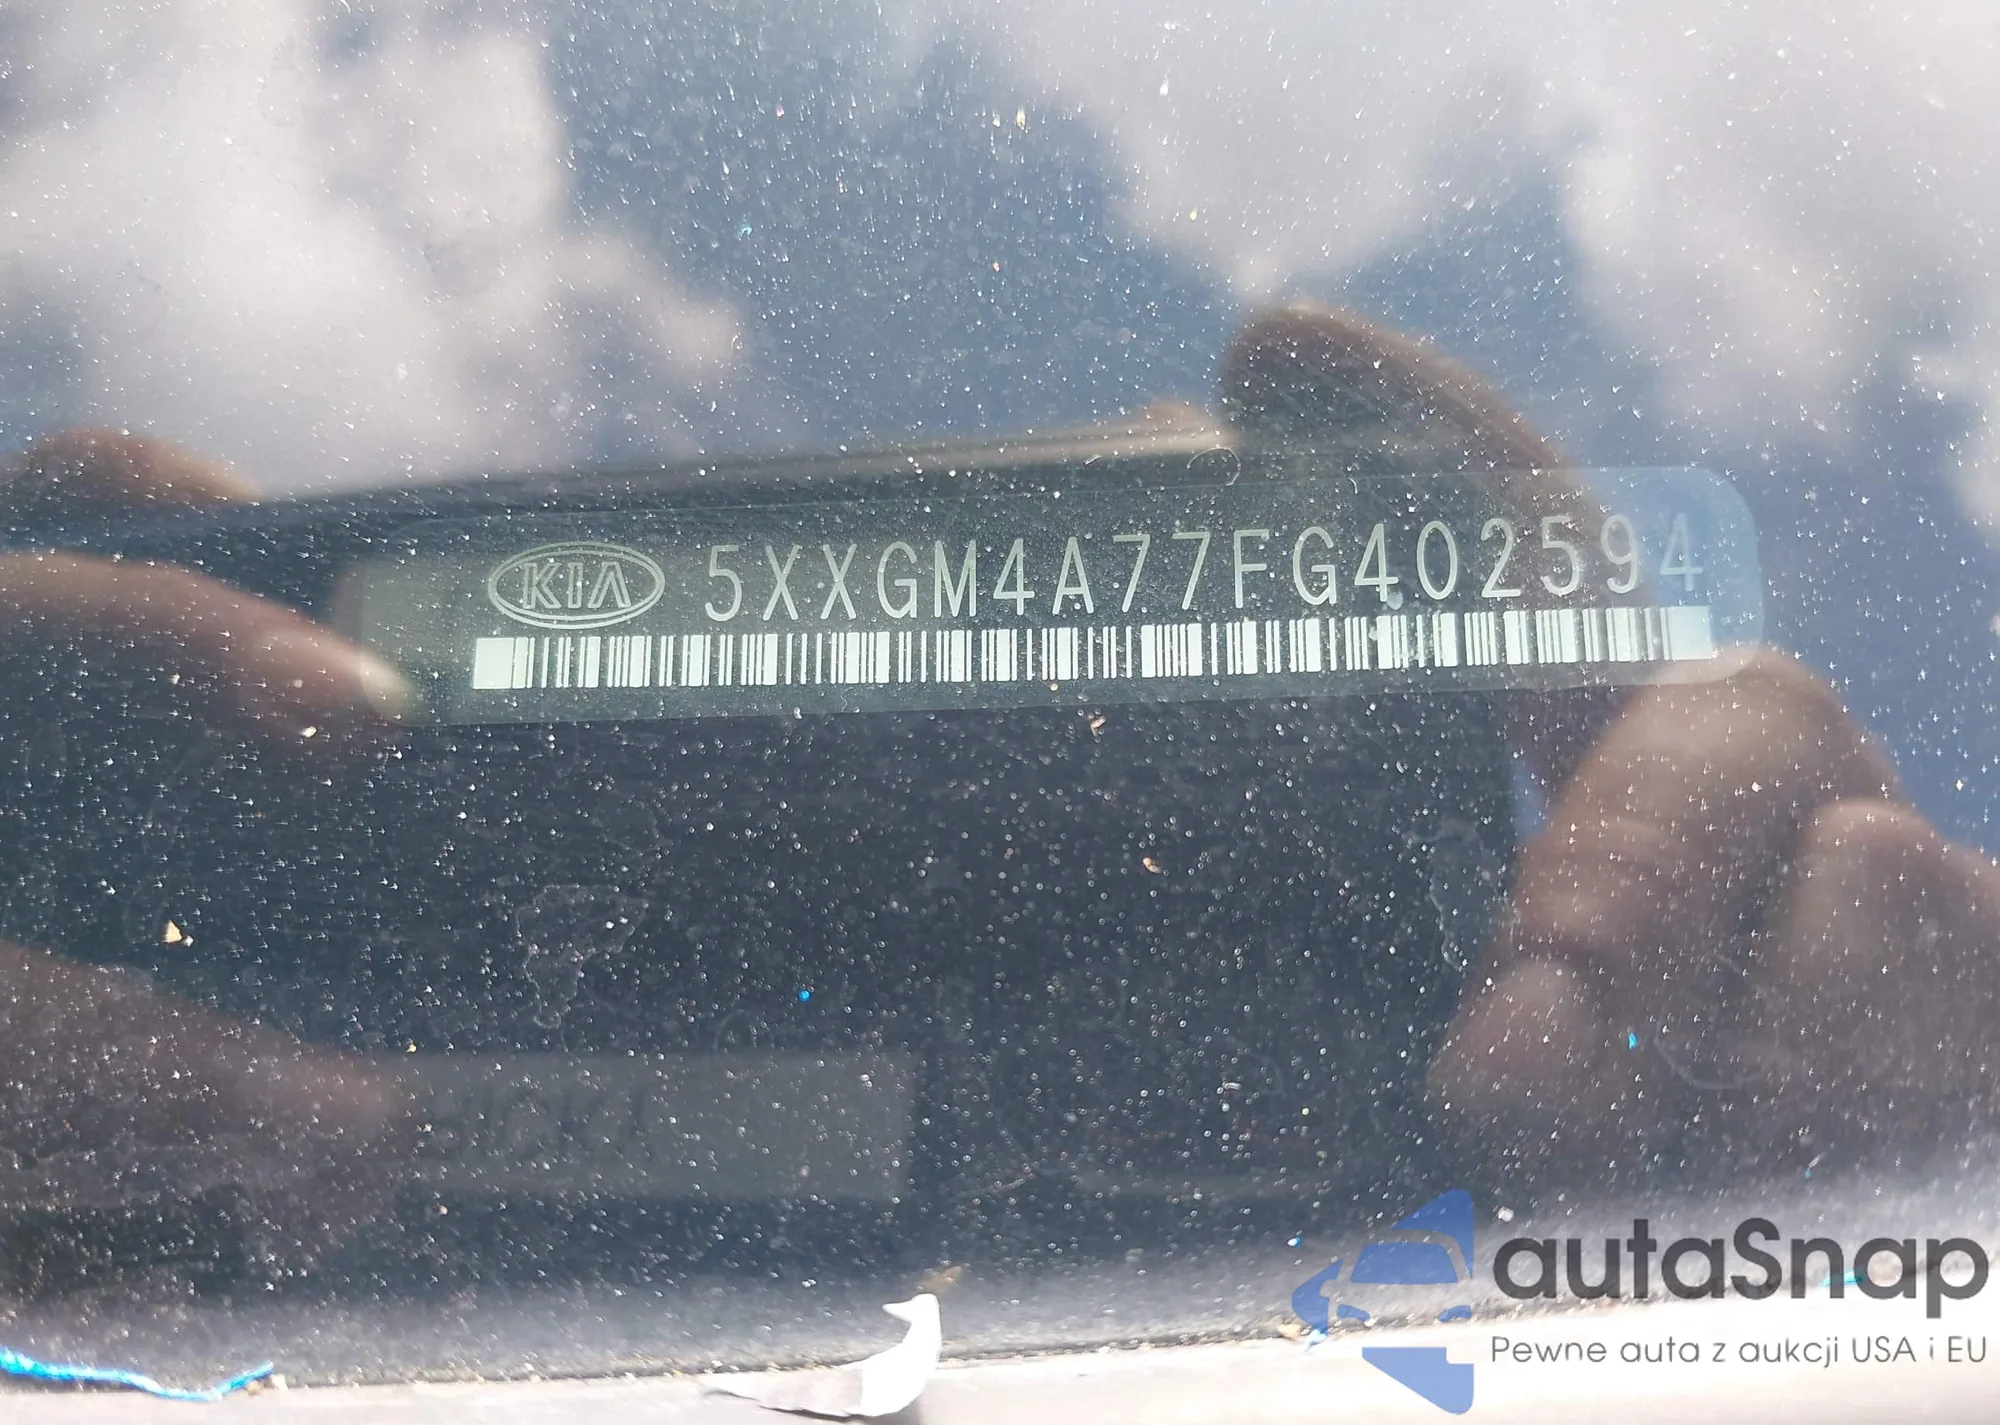 KIA 5XXGM4A77FG402594
autaSnap
Pewne auta z aukcji USA i EU